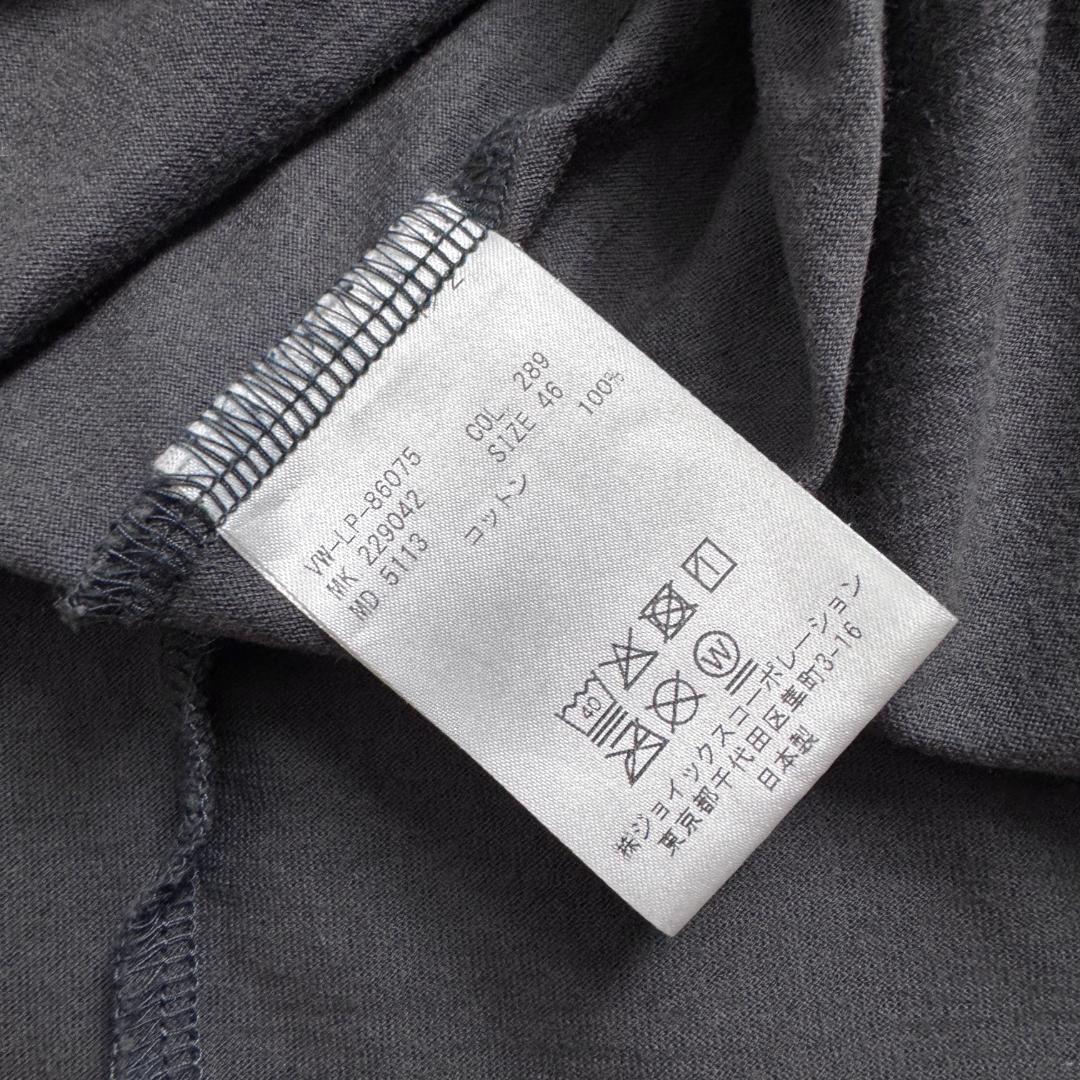 VW-LP-86075 COL 289
MK 229042 SIZE 46
MD 5113
コットン 100%
40
W
㈱ジョイックスコーポレーション
東京都千代田区隼町3-16
日本製